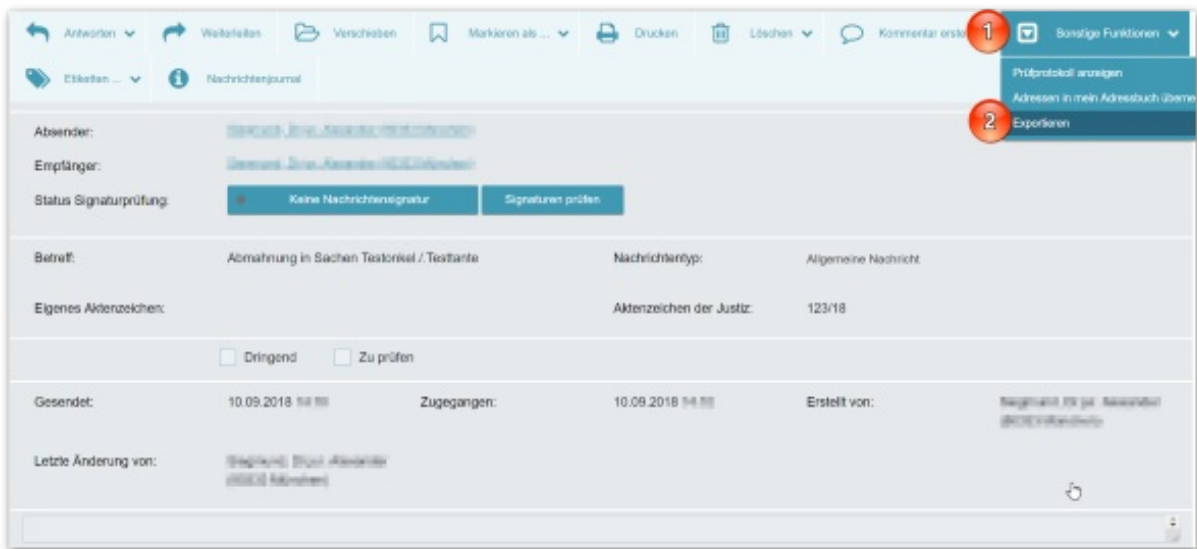 Antworten Weiterleiten Verschieben Markieren als ... Drucken Löschen Kommentar erste 1 Sonstige Funktionen
Etiketten ... Nachrichtenjournal
Prüfprotokoll anzeigen
Adressen in mein Adressbuch überne
2 Exportieren
Absender:
Empfänger:
Status Signaturprüfung: Keine Nachrichtensignatur Signaturen prüfen
Betreff: Abmahnung in Sachen Testonkel ./. Testtante Nachrichtentyp: Allgemeine Nachricht
Eigenes Aktenzeichen: Aktenzeichen der Justiz: 123/18
Dringend Zu prüfen
Gesendet: 10.09.2018 Zugegangen: 10.09.2018 Erstellt von:
Letzte Änderung von: